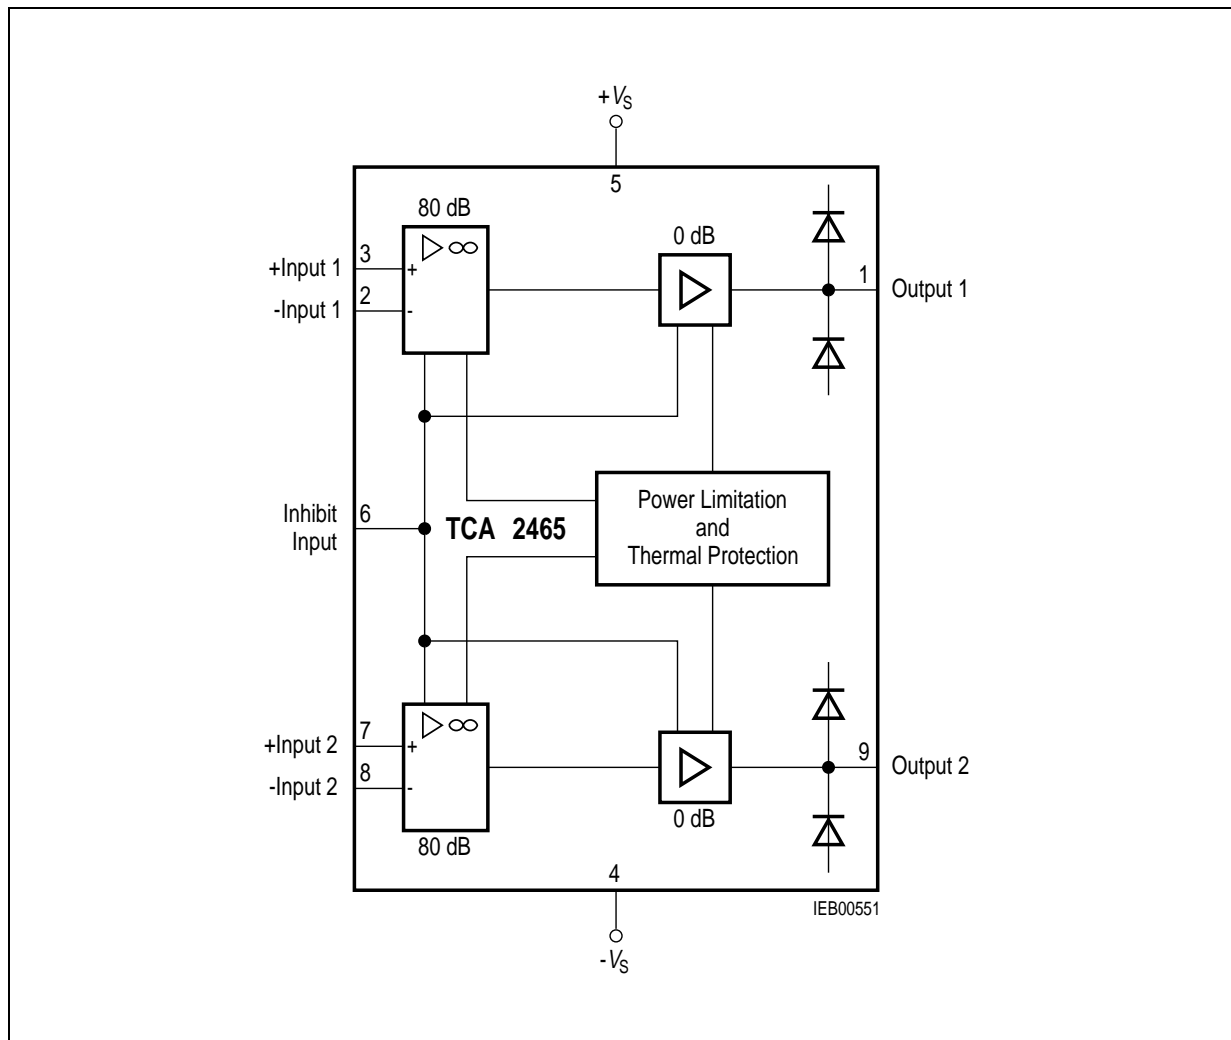 +VS
5
80 dB
▷ ∞
0 dB
+Input 1 3 +
-Input 1 2 -
1 Output 1
Inhibit
Input
6
TCA 2465
Power Limitation
and
Thermal Protection
▷ ∞
+Input 2 7 +
-Input 2 8 -
9 Output 2
80 dB
0 dB
4
IEB00551
-VS